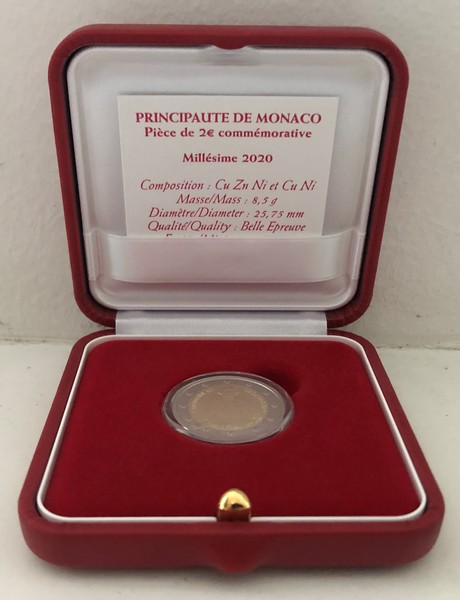 PRINCIPAUTE DE MONACO
Pièce de 2€ commémorative
Millésime 2020
Composition : Cu Zn Ni et Cu Ni
Masse/Mass : 8,5 g
Diamètre/Diameter : 25,75 mm
Qualité/Quality : Belle Epreuve